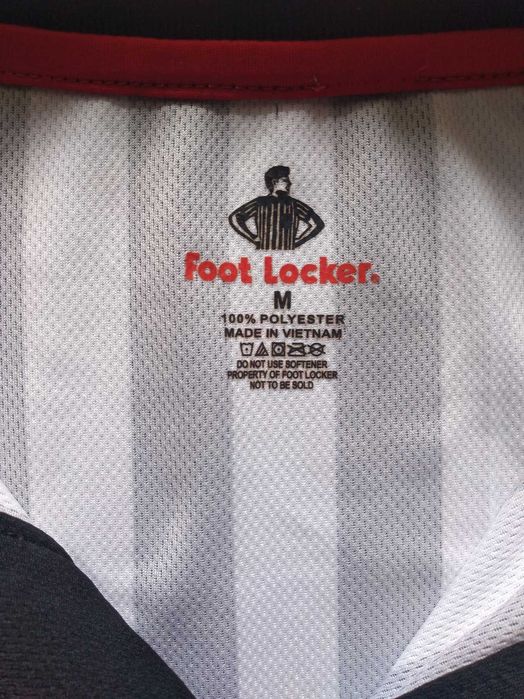 Foot Locker.
M
100% POLYESTER
MADE IN VIETNAM
DO NOT USE SOFTENER
PROPERTY OF FOOT LOCKER
NOT TO BE SOLD